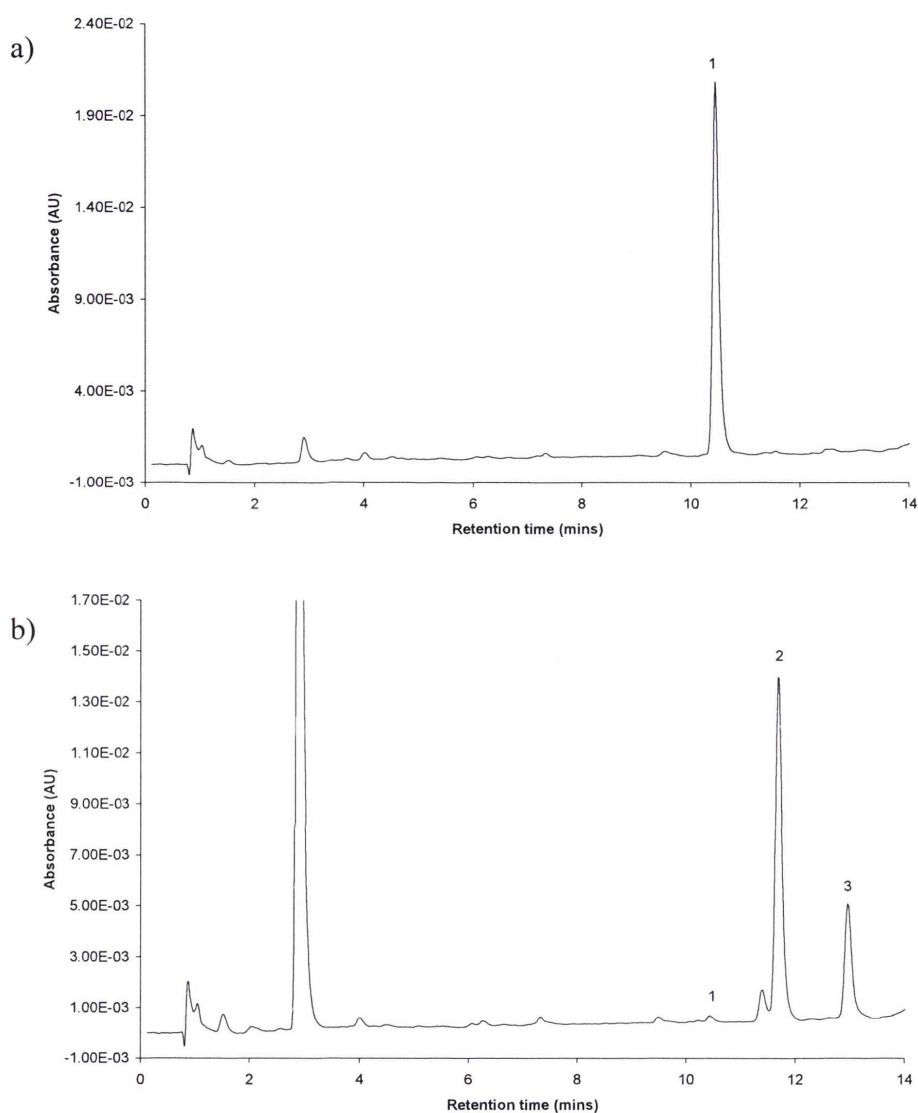 a)
2.40E-02
1.90E-02
1.40E-02
9.00E-03
4.00E-03
-1.00E-03
Absorbance (AU)
1
0 2 4 6 8 10 12 14
Retention time (mins)
b)
1.70E-02
1.50E-02
1.30E-02
1.10E-02
9.00E-03
7.00E-03
5.00E-03
3.00E-03
1.00E-03
-1.00E-03
Absorbance (AU)
2
3
1
0 2 4 6 8 10 12 14
Retention time (mins)